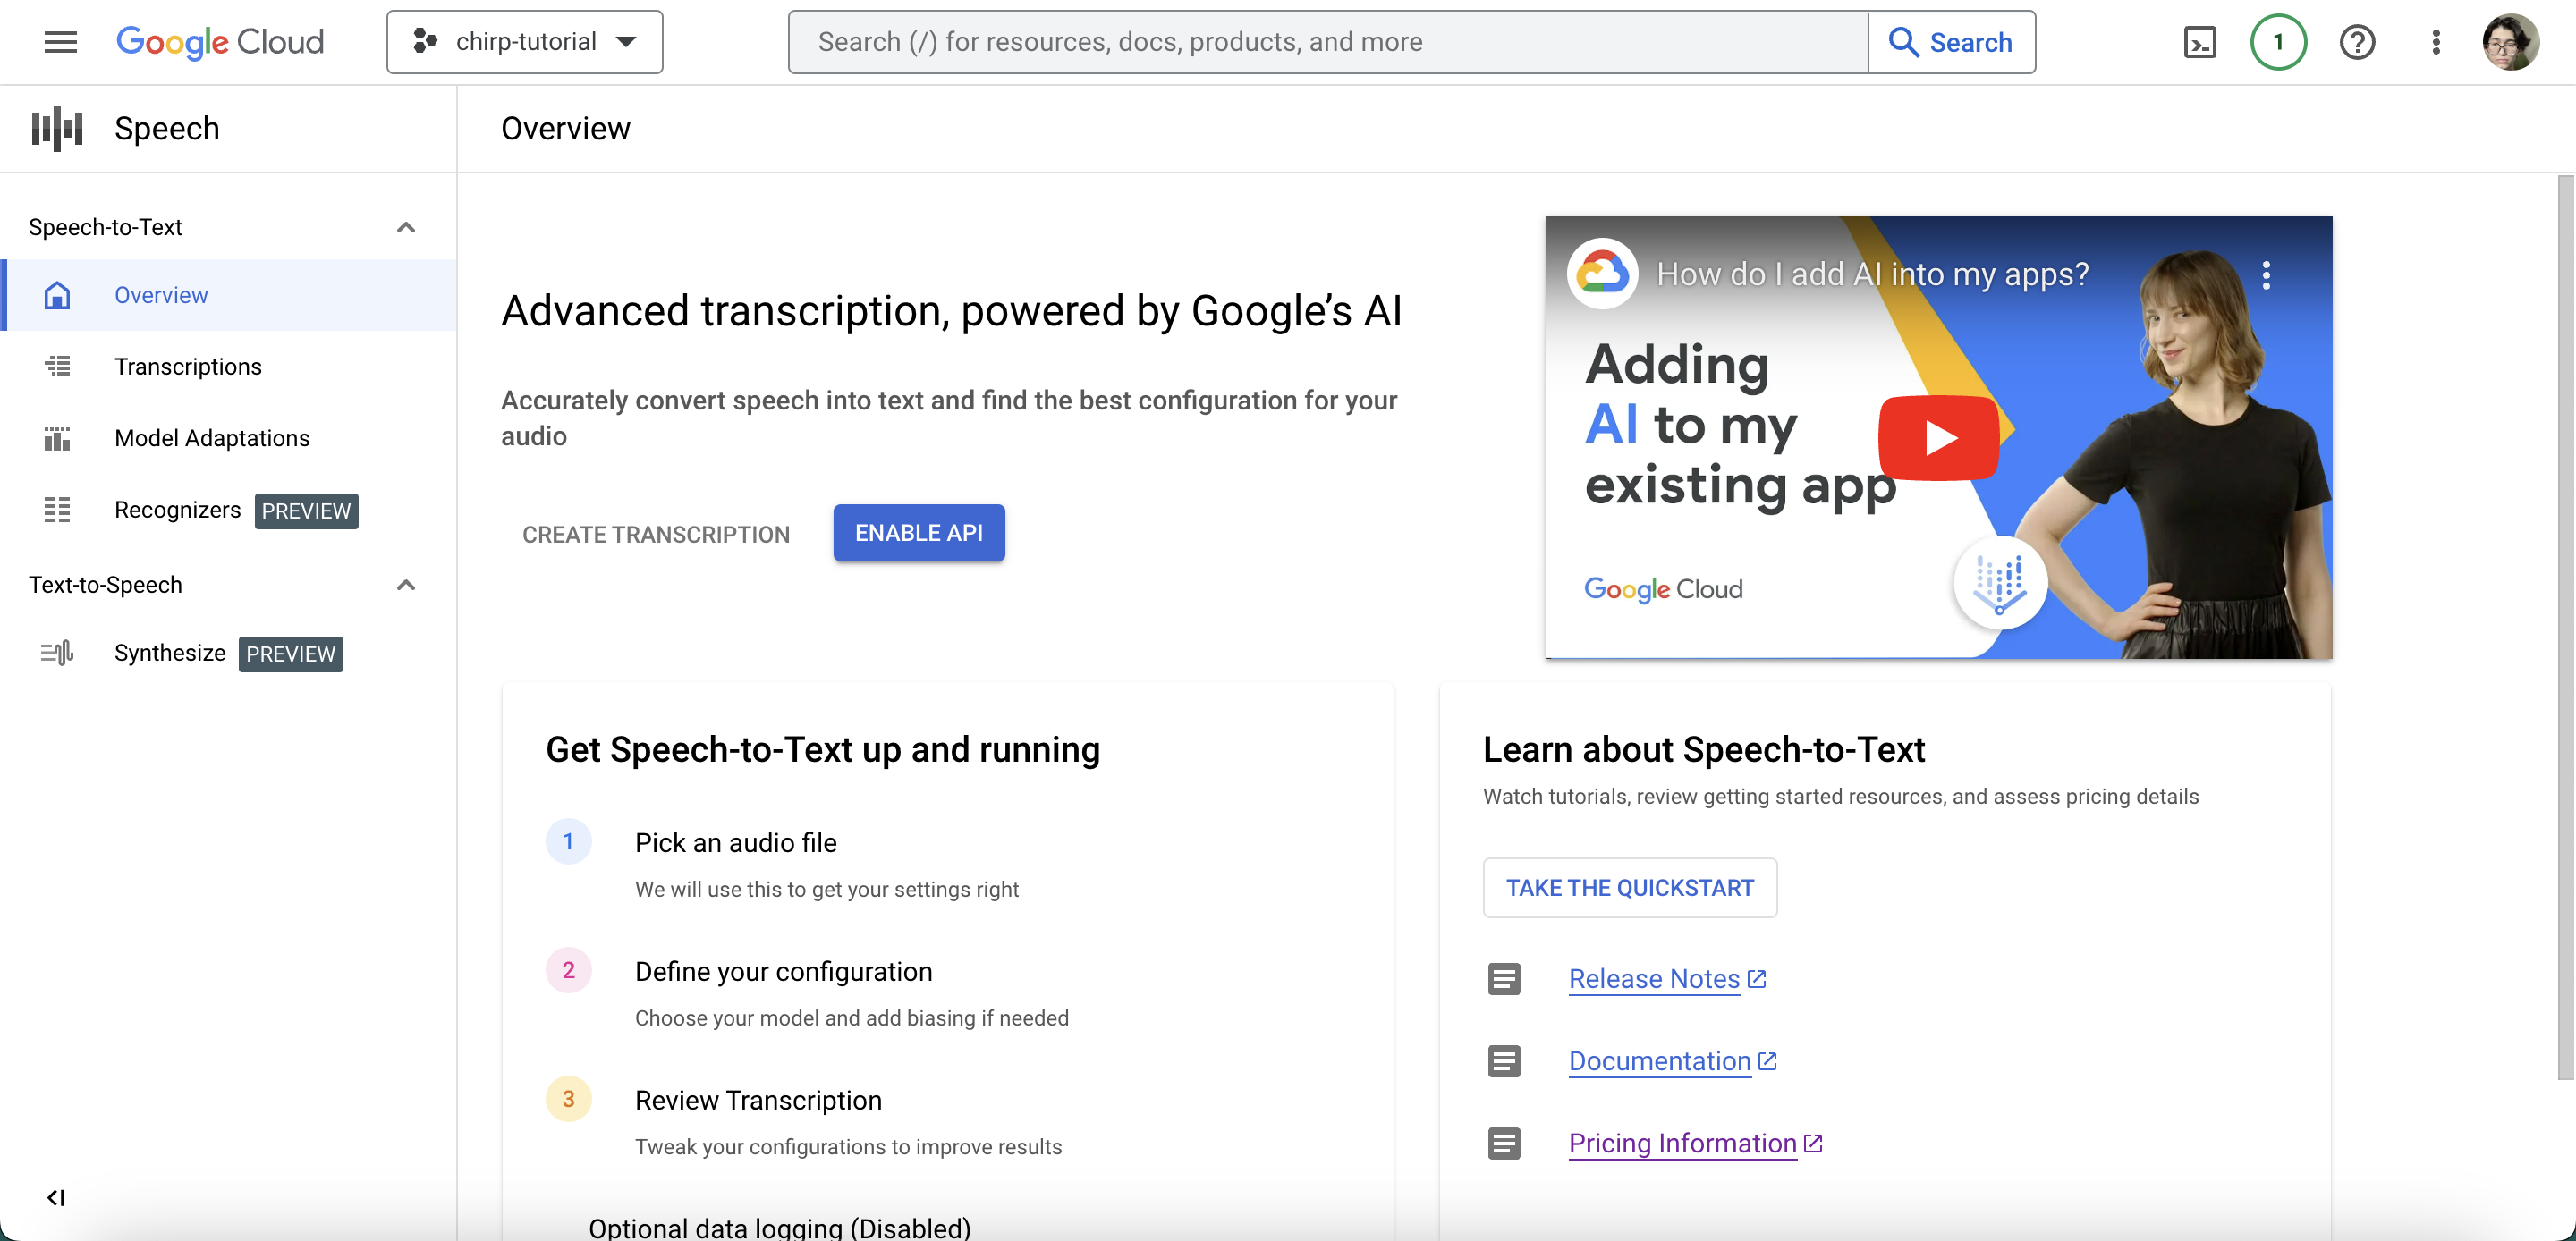 Google Cloud
chirp-tutorial
Search (/) for resources, docs, products, and more
Search
1
Speech
Overview
Speech-to-Text
Overview
Transcriptions
Model Adaptations
Recognizers PREVIEW
Text-to-Speech
Synthesize PREVIEW
Advanced transcription, powered by Google’s AI
Accurately convert speech into text and find the best configuration for your
audio
CREATE TRANSCRIPTION
ENABLE API
How do I add AI into my apps?
Adding
AI to my
existing app
Google Cloud
Get Speech-to-Text up and running
1
Pick an audio file
We will use this to get your settings right
2
Define your configuration
Choose your model and add biasing if needed
3
Review Transcription
Tweak your configurations to improve results
Optional data logging (Disabled)
Learn about Speech-to-Text
Watch tutorials, review getting started resources, and assess pricing details
TAKE THE QUICKSTART
Release Notes
Documentation
Pricing Information